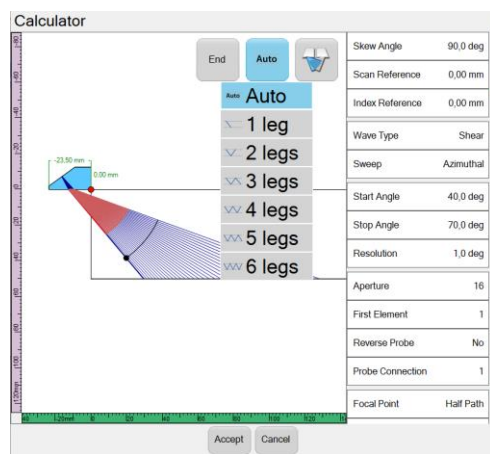 Calculator
End
Auto
Auto Auto
1 leg
2 legs
3 legs
4 legs
5 legs
6 legs
-23.50 mm
0.00 mm
Skew Angle 90,0 deg
Scan Reference 0,00 mm
Index Reference 0,00 mm
Wave Type Shear
Sweep Azimuthal
Start Angle 40,0 deg
Stop Angle 70,0 deg
Resolution 1,0 deg
Aperture 16
First Element 1
Reverse Probe No
Probe Connection 1
Focal Point Half Path
Accept Cancel